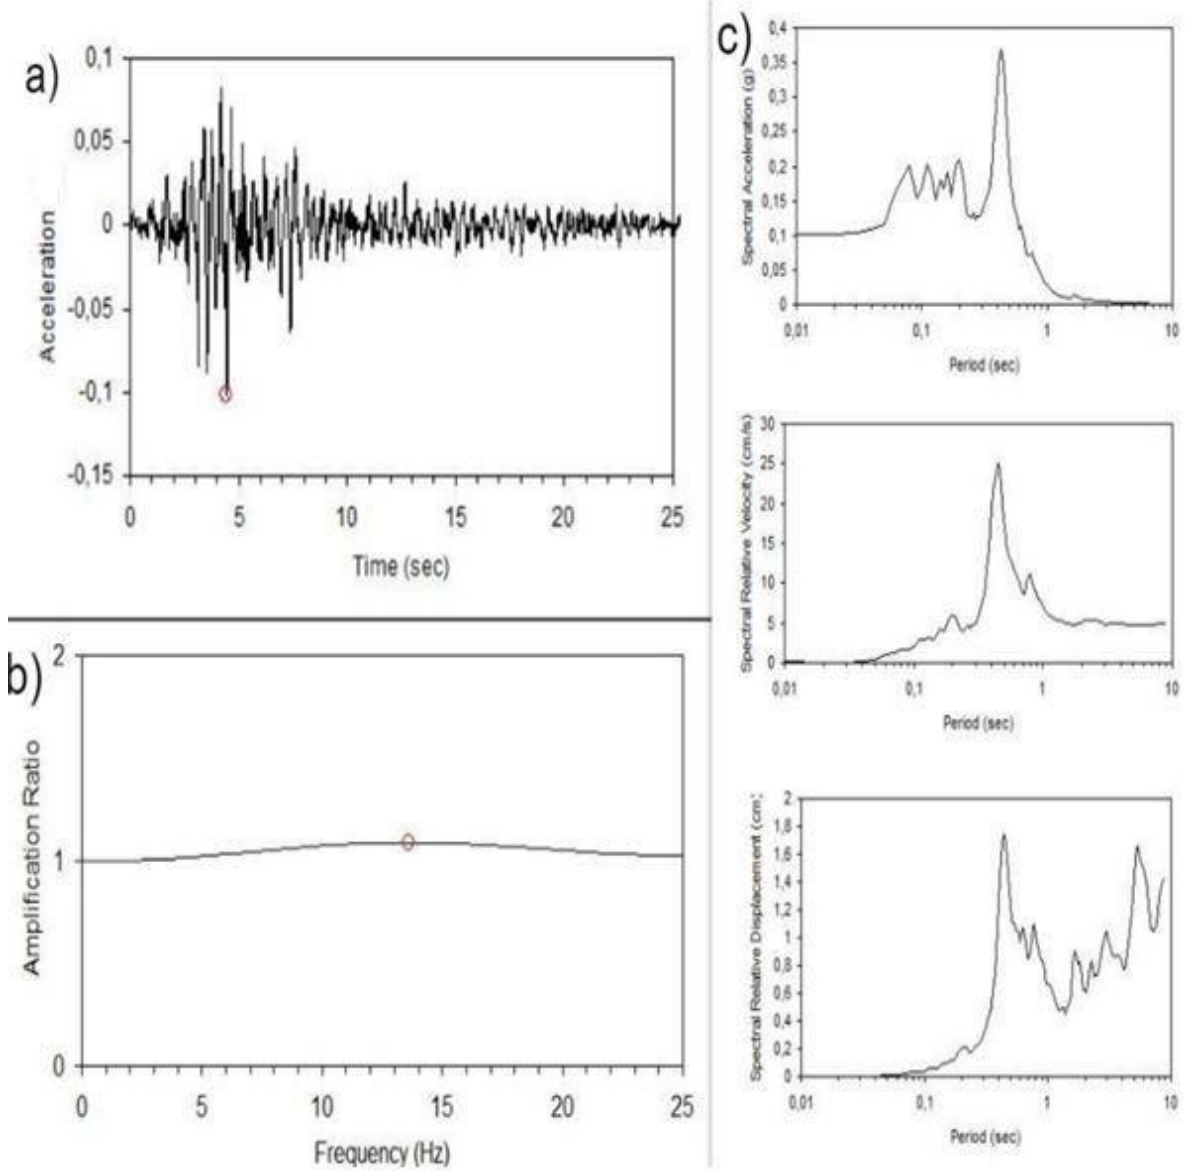 a)
0,1
0,05
0
-0,05
-0,1
-0,15
Acceleration
0 5 10 15 20 25
Time (sec)
b)
2
1
0
Amplification Ratio
0 5 10 15 20 25
Frequency (Hz)
c)
0,4
0,35
0,3
0,25
0,2
0,15
0,1
0,05
0
Spectral Acceleration (g)
0,01 0,1 1 10
Period (sec)
30
25
20
15
10
5
0
Spectral Relative Velocity (cm/s)
0,01 0,1 1 10
Period (sec)
2
1,8
1,6
1,4
1,2
1
0,8
0,6
0,4
0,2
0
Spectral Relative Displacement (cm)
0,01 0,1 1 10
Period (sec)